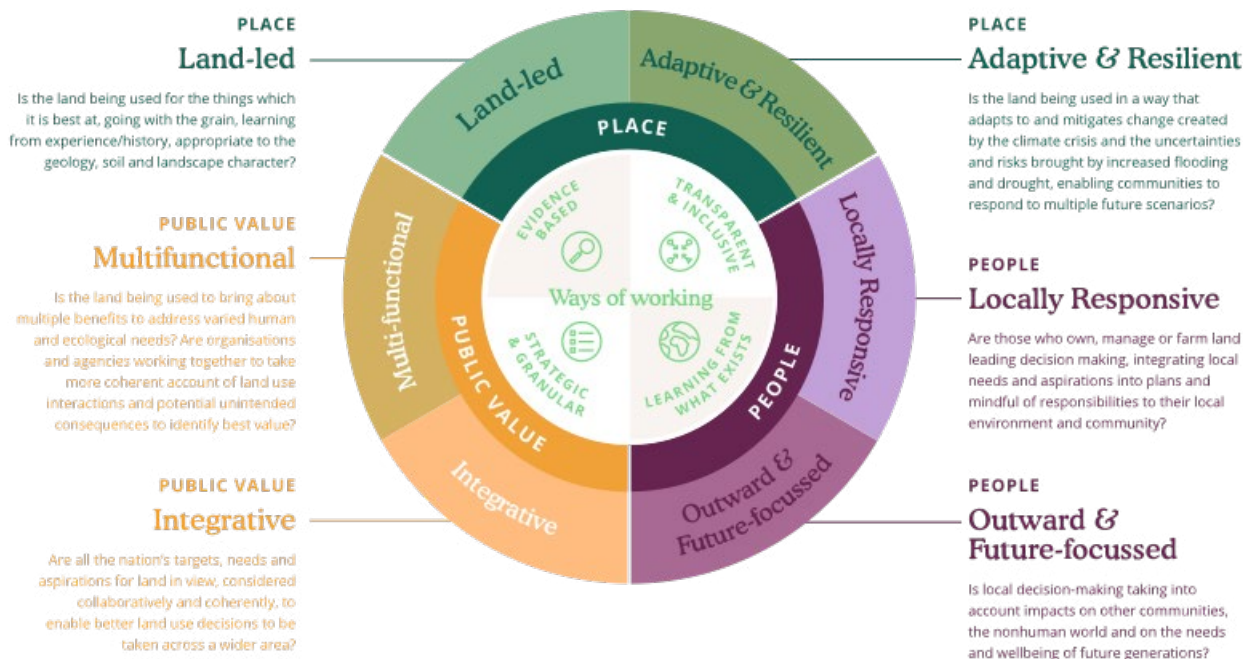 PLACE
Land-led
Is the land being used for the things which
it is best at, going with the grain, learning
from experience/history, appropriate to the
geology, soil and landscape character?
PUBLIC VALUE
Multifunctional
Is the land being used to bring about
multiple benefits to address varied human
and ecological needs? Are organisations
and agencies working together to take
more coherent account of land use
interactions and potential unintended
consequences to identify best value?
PUBLIC VALUE
Integrative
Are all the nation's targets, needs and
aspirations for land in view, considered
collaboratively and coherently, to
enable better land use decisions to be
taken across a wider area?
Land-led
Adaptive & Resilient
PLACE
Multi-functional
PUBLIC VALUE
EVIDENCE
BASED
TRANSPARENT
& INCLUSIVE
Ways of working
STRATEGIC
& GRANULAR
LEARNING FROM
WHAT EXISTS
PEOPLE
Locally Responsive
Integrative
Outward &
Future-focussed
PLACE
Adaptive & Resilient
Is the land being used in a way that
adapts to and mitigates change created
by the climate crisis and the uncertainties
and risks brought by increased flooding
and drought, enabling communities to
respond to multiple future scenarios?
PEOPLE
Locally Responsive
Are those who own, manage or farm land
leading decision making, integrating local
needs and aspirations into plans and
mindful of responsibilities to their local
environment and community?
PEOPLE
Outward &
Future-focussed
Is local decision-making taking into
account impacts on other communities,
the nonhuman world and on the needs
and wellbeing of future generations?